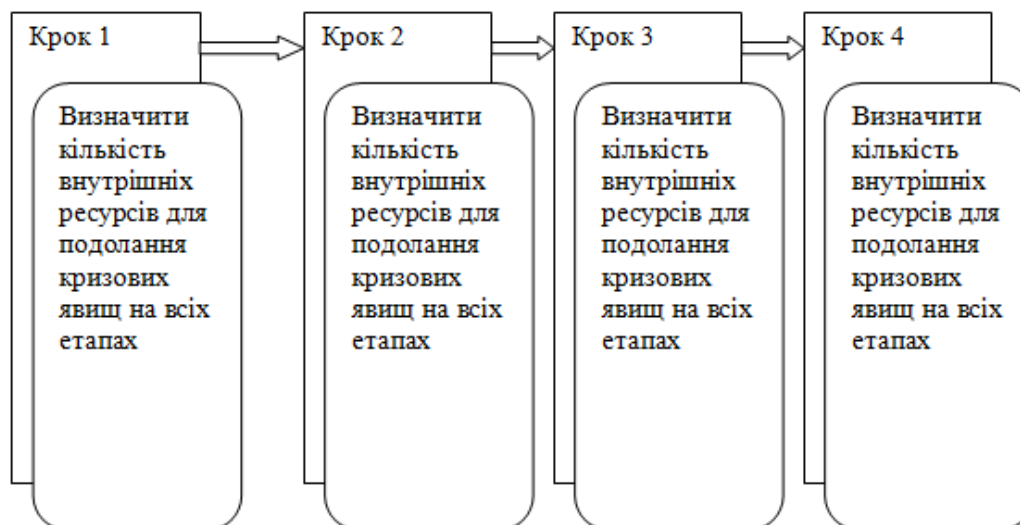 Крок 1
Визначити
кількість
внутрішніх
ресурсів для
подолання
кризових
явищ на всіх
етапах
Крок 2
Визначити
кількість
внутрішніх
ресурсів для
подолання
кризових
явищ на всіх
етапах
Крок 3
Визначити
кількість
внутрішніх
ресурсів для
подолання
кризових
явищ на всіх
етапах
Крок 4
Визначити
кількість
внутрішніх
ресурсів для
подолання
кризових
явищ на всіх
етапах